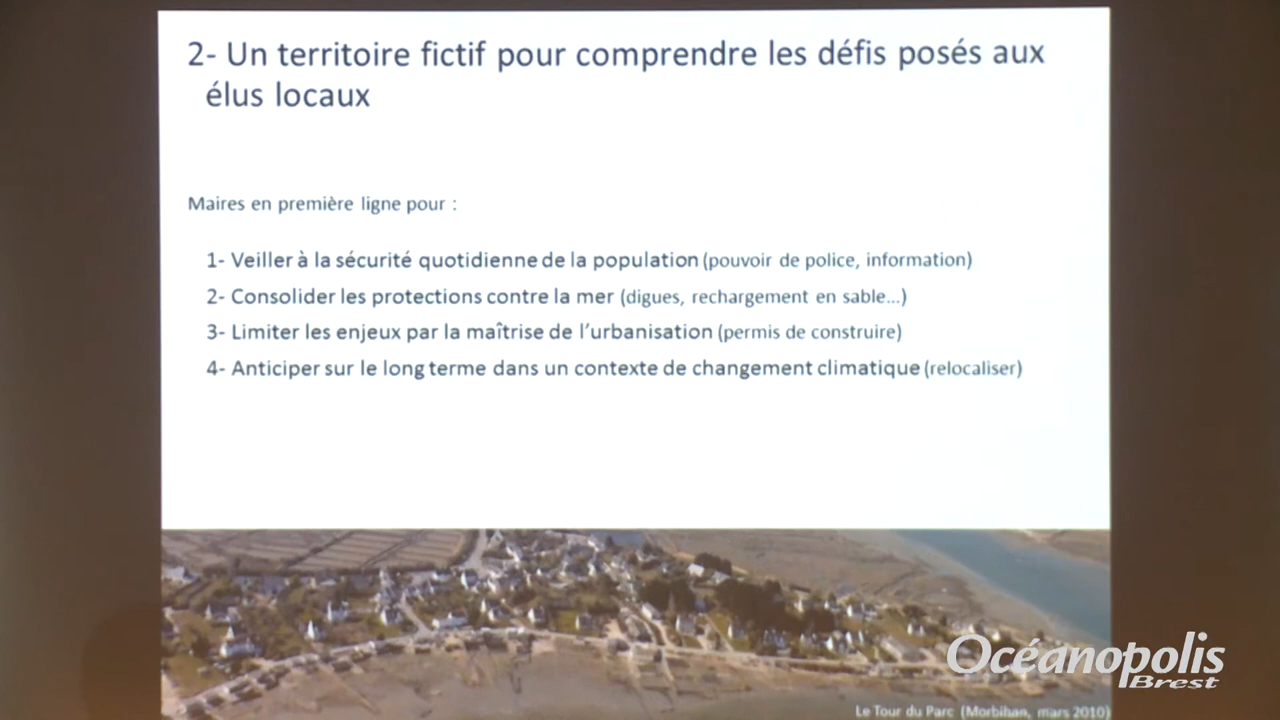 2- Un territoire fictif pour comprendre les défis posés aux
élus locaux
Maires en première ligne pour :
1- Veiller à la sécurité quotidienne de la population (pouvoir de police, information)
2- Consolider les protections contre la mer (digues, rechargement en sable...)
3- Limiter les enjeux par la maîtrise de l'urbanisation (permis de construire)
4- Anticiper sur le long terme dans un contexte de changement climatique (relocaliser)
Océanopolis
Brest
Le Tour du Parc (Morbihan, mars 2010)